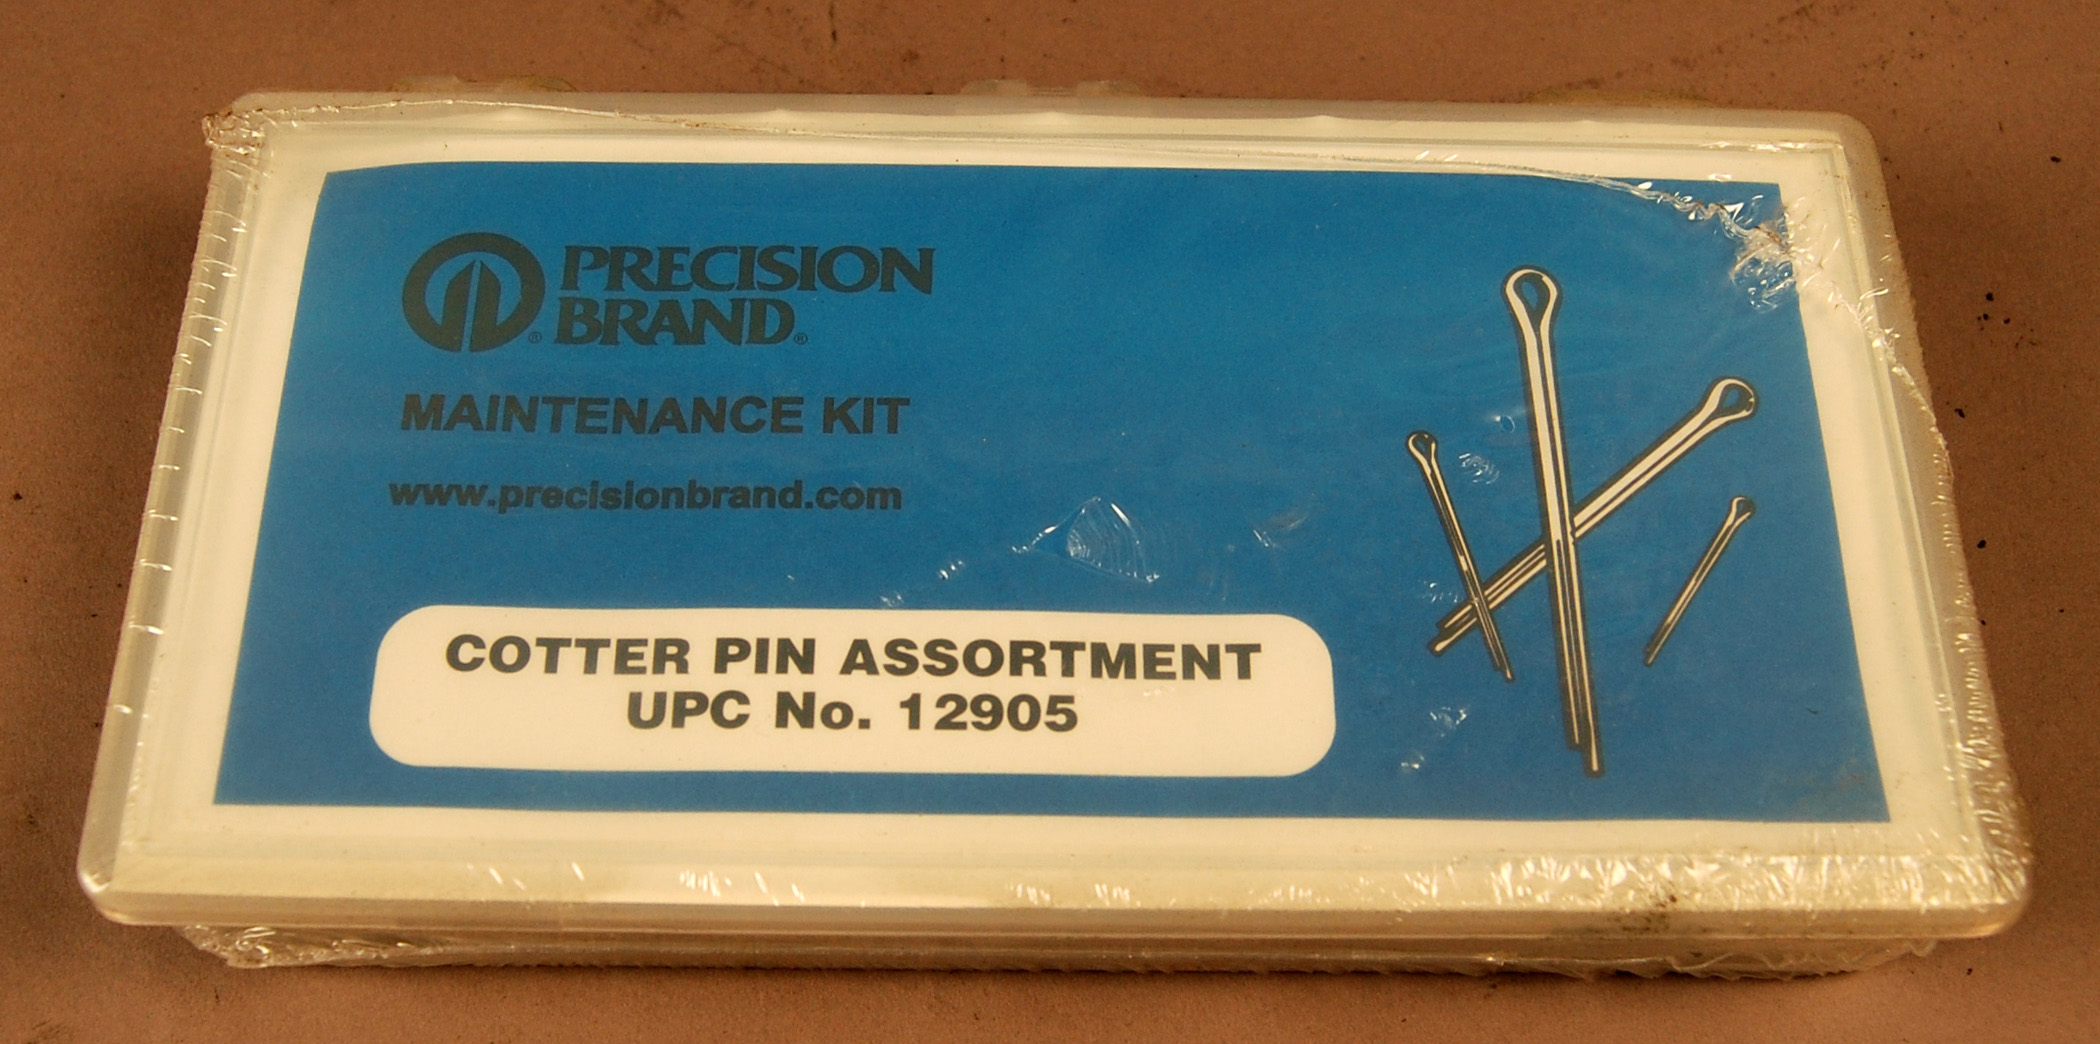 PRECISION
BRAND®
®
MAINTENANCE KIT
www.precisionbrand.com
COTTER PIN ASSORTMENT
UPC No. 12905